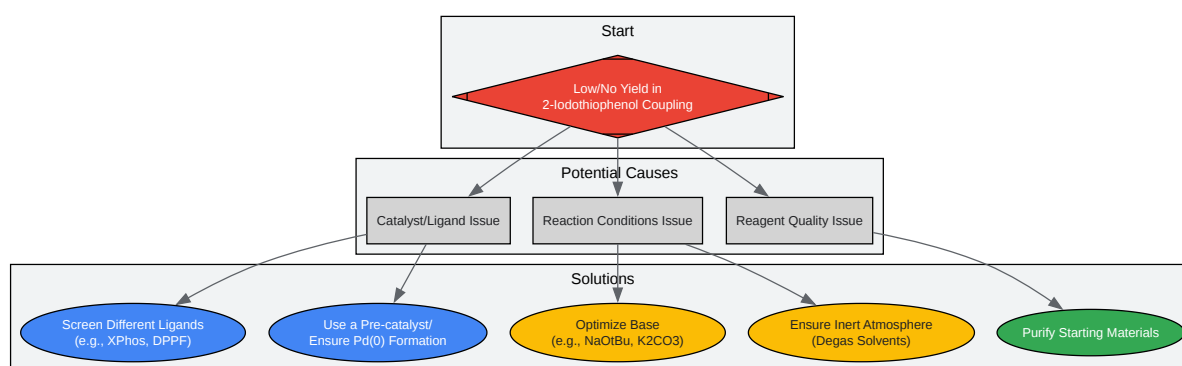 Start
Low/No Yield in
2-Iodothiophenol Coupling
Potential Causes
Catalyst/Ligand Issue
Reaction Conditions Issue
Reagent Quality Issue
Solutions
Screen Different Ligands
(e.g., XPhos, DPPF)
Use a Pre-catalyst/
Ensure Pd(0) Formation
Optimize Base
(e.g., NaOtBu, K2CO3)
Ensure Inert Atmosphere
(Degas Solvents)
Purify Starting Materials